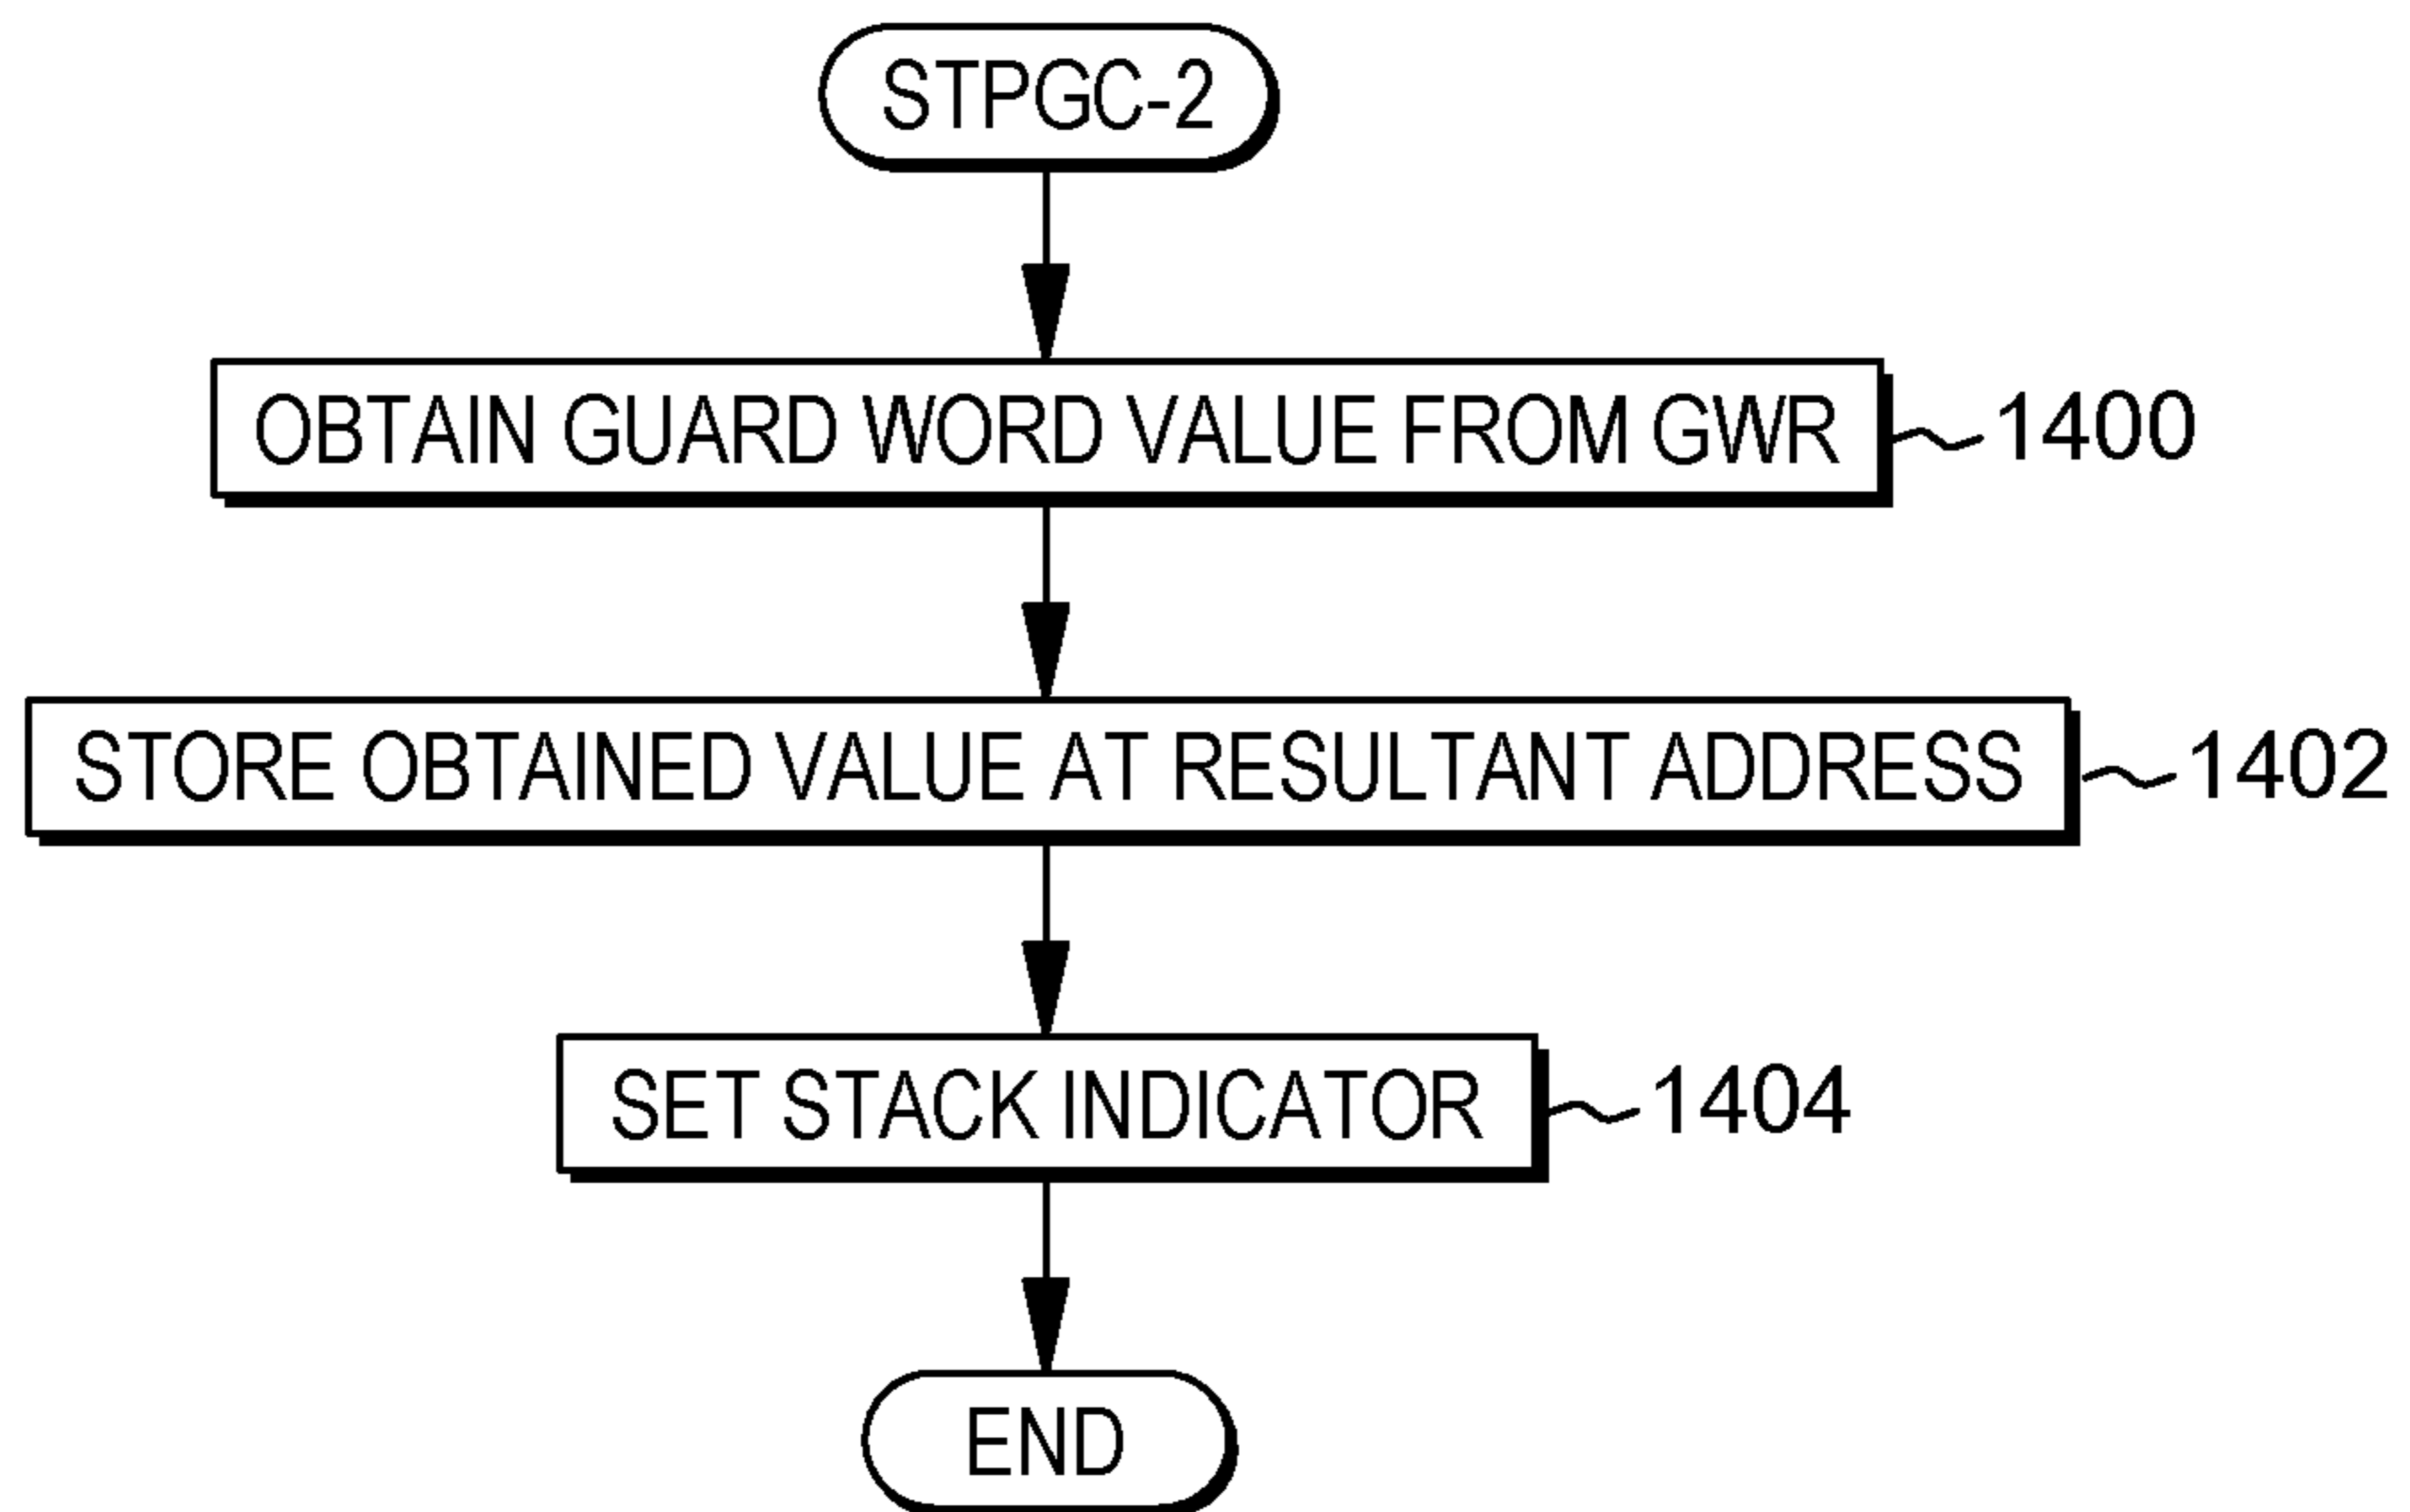 STPGC-2
OBTAIN GUARD WORD VALUE FROM GWR 1400
STORE OBTAINED VALUE AT RESULTANT ADDRESS 1402
SET STACK INDICATOR 1404
END